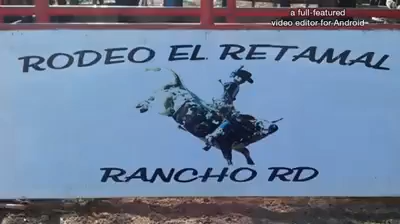 a full-featured
video editor for Android
RODEO EL RETAMAL
RANCHO RD